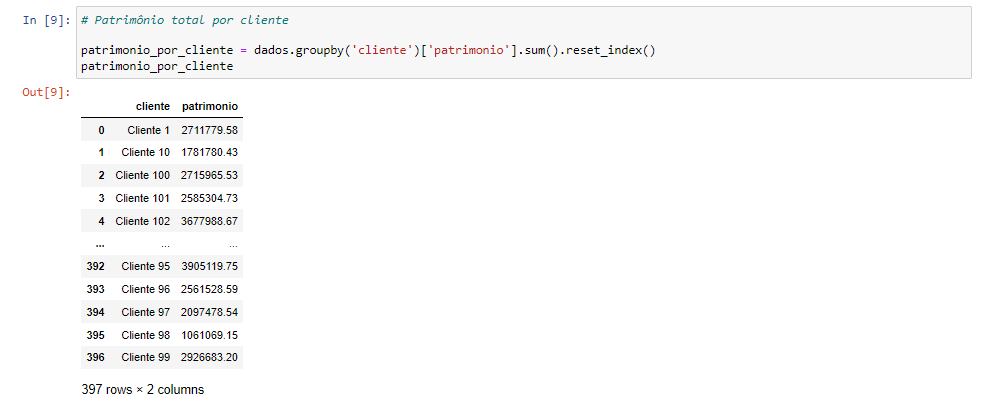 In [9]: # Patrimônio total por cliente
patrimonio_por_cliente = dados.groupby('cliente')['patrimonio'].sum().reset_index()
patrimonio_por_cliente
Out[9]:
cliente patrimonio
0 Cliente 1 2711779.58
1 Cliente 10 1781780.43
2 Cliente 100 2715965.53
3 Cliente 101 2585304.73
4 Cliente 102 3677988.67
... ... ...
392 Cliente 95 3905119.75
393 Cliente 96 2561528.59
394 Cliente 97 2097478.54
395 Cliente 98 1061069.15
396 Cliente 99 2926683.20
397 rows × 2 columns